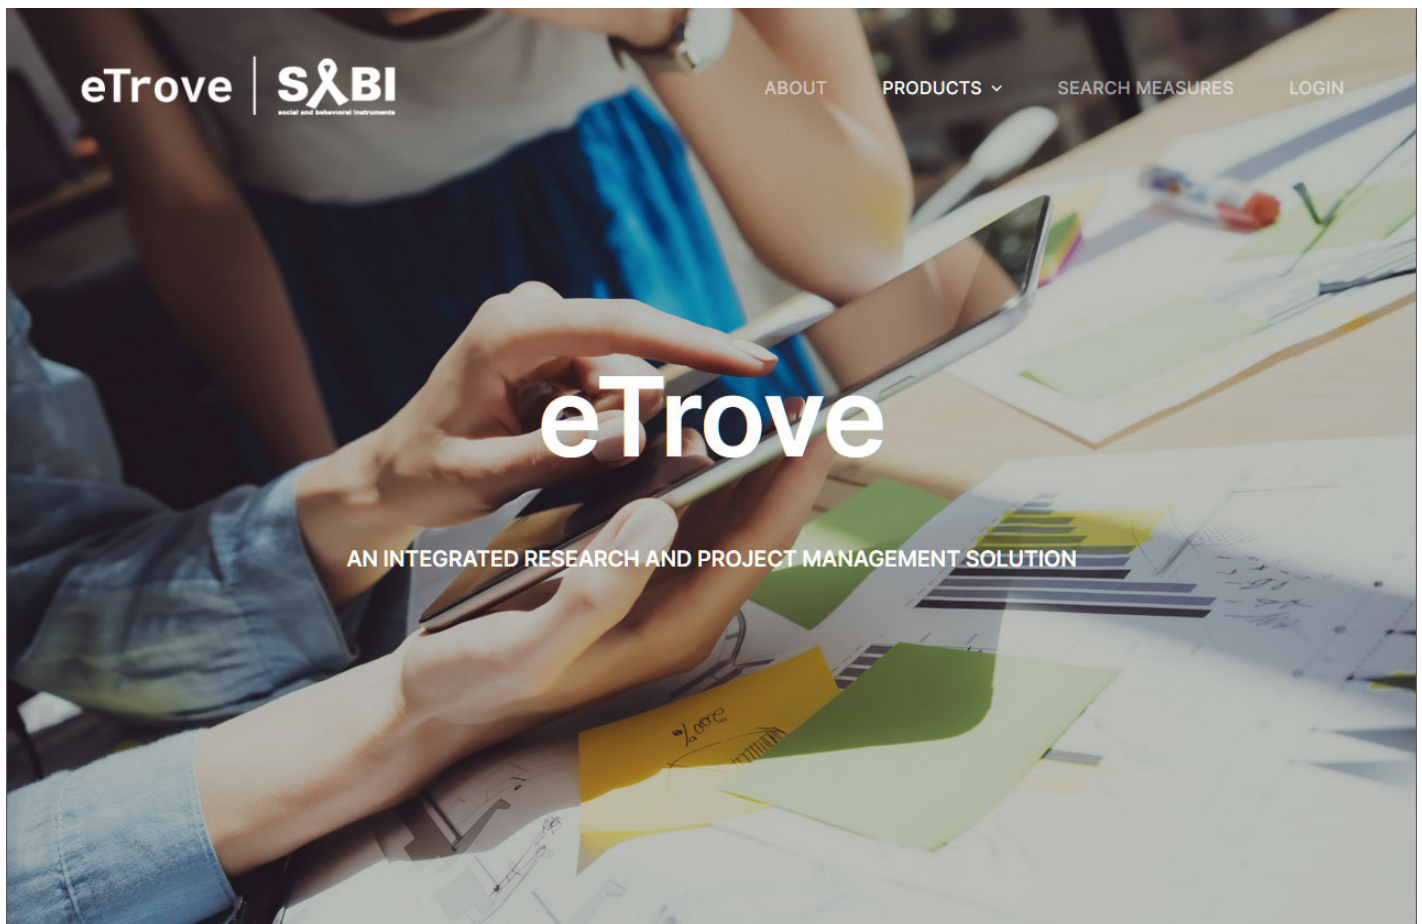 eTrove | SABI
social and behavioral instruments
ABOUT
PRODUCTS
SEARCH MEASURES
LOGIN
eTrove
AN INTEGRATED RESEARCH AND PROJECT MANAGEMENT SOLUTION
200%